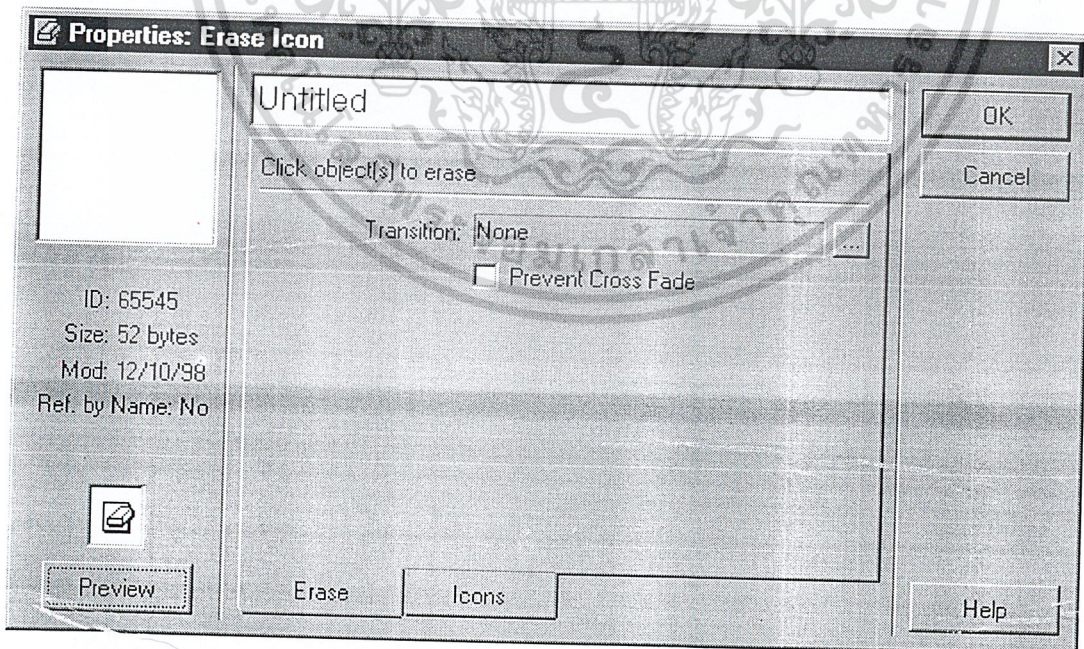 Properties: Erase Icon
Untitled
Click object(s) to erase
Transition: None
...
Prevent Cross Fade
OK
Cancel
ID: 65545
Size: 52 bytes
Mod: 12/10/98
Ref. by Name: No
Preview
Erase
Icons
Help